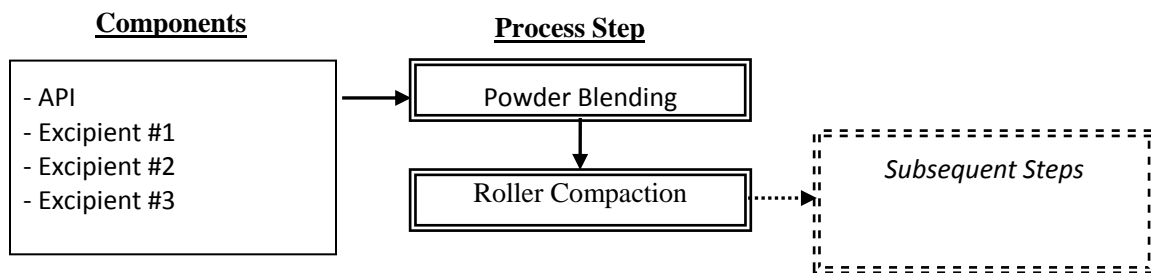 Components
- API
- Excipient #1
- Excipient #2
- Excipient #3
Process Step
Powder Blending
Roller Compaction
Subsequent Steps